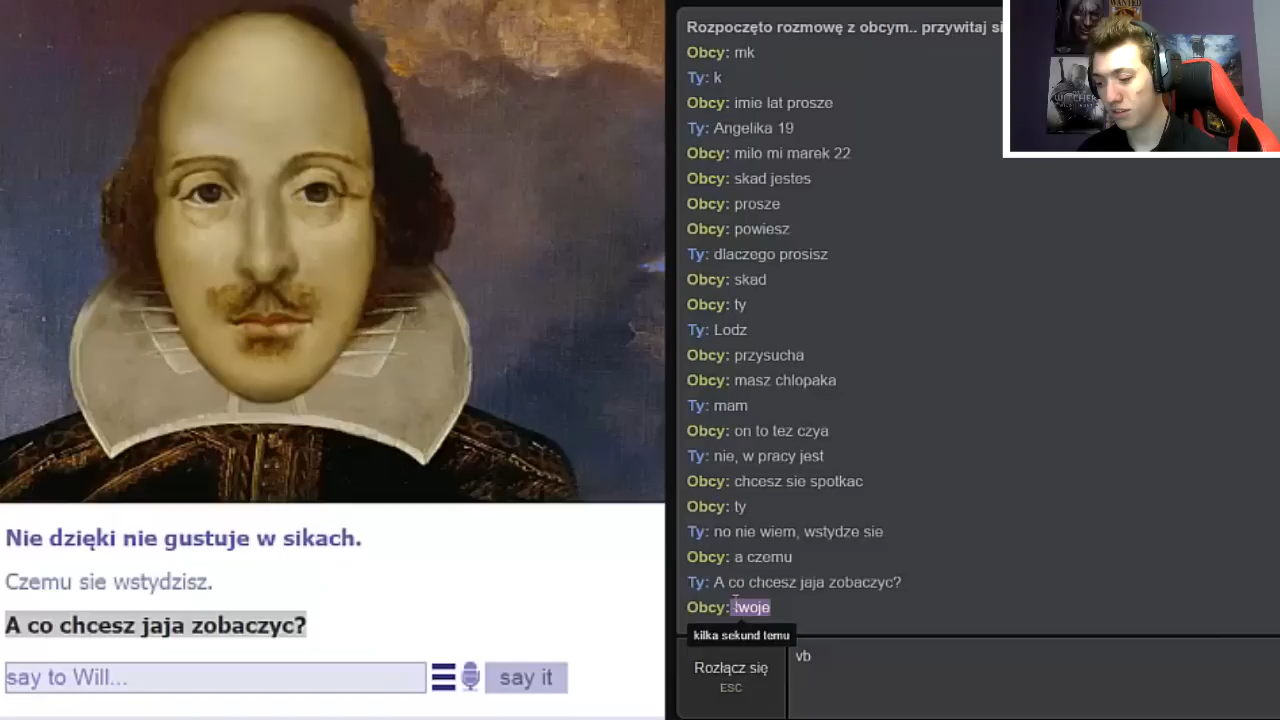 Nie dzięki nie gustuje w sikach.
Czemu sie wstydzisz.
A co chcesz jaja zobaczyc?
say to Will...
say it
Rozpoczęto rozmowę z obcym.. przywitaj si
Obcy: mk
Ty: k
Obcy: imie lat prosze
Ty: Angelika 19
Obcy: milo mi marek 22
Obcy: skad jestes
Obcy: prosze
Obcy: powiesz
Ty: dlaczego prosisz
Obcy: skad
Obcy: ty
Ty: Lodz
Obcy: przysucha
Obcy: masz chlopaka
Ty: mam
Obcy: on to tez czya
Ty: nie, w pracy jest
Obcy: chcesz sie spotkac
Obcy: ty
Ty: no nie wiem, wstydze sie
Obcy: a czemu
Ty: A co chcesz jaja zobaczyc?
Obcy: twoje
kilka sekund temu
Rozłącz się
ESC
vb
WANTED
WITCHER